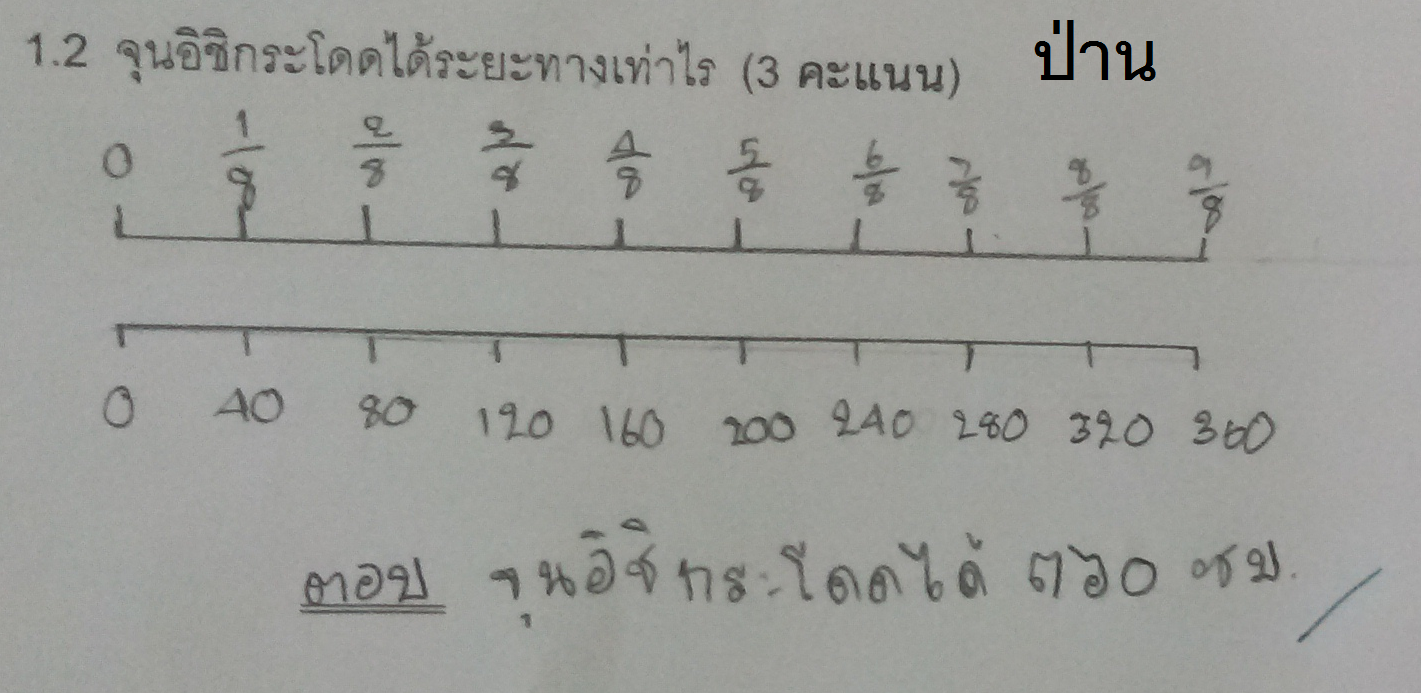 1.2 จุนอิชิกระโดดได้ระยะทางเท่าไร (3 คะแนน) ป่าน
0 1/8 2/8 3/8 4/8 5/8 6/8 7/8 8/8 9/8
0 40 80 120 160 200 240 280 320 360
ตอบ จุนอิชิกระโดดได้ ๓๖๐ ซม.